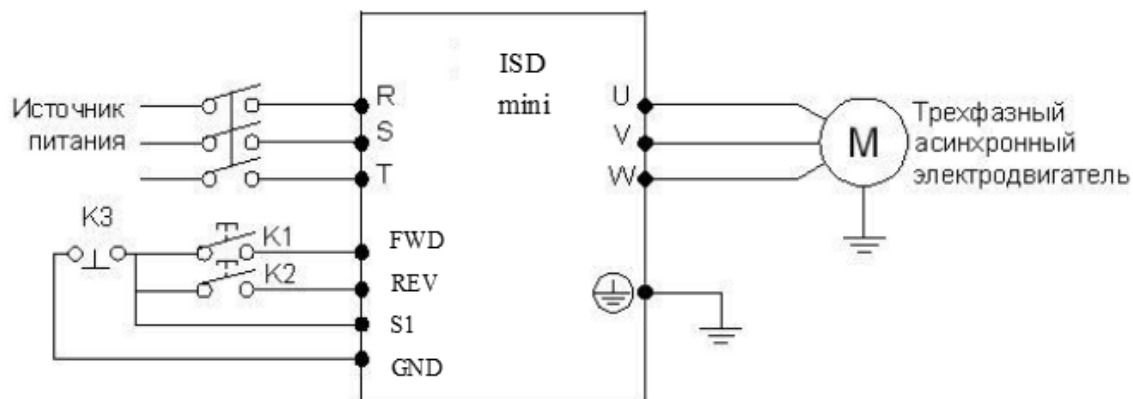 ISD
mini
Источник
питания
R
S
T
U
V
W
M
Трехфазный
асинхронный
электродвигатель
K3
K1
K2
FWD
REV
S1
GND